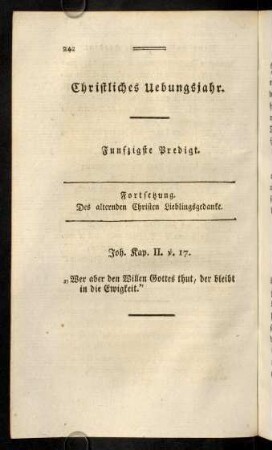 242
Christliches Uebungsjahr.
Funfzigste Predigt.
Fortsetzung.
Des alternden Christen Lieblingsgedanke.
Joh. Kap. II. v. 17.
„Wer aber den Willen Gottes thut, der bleibt
in die Ewigkeit.“